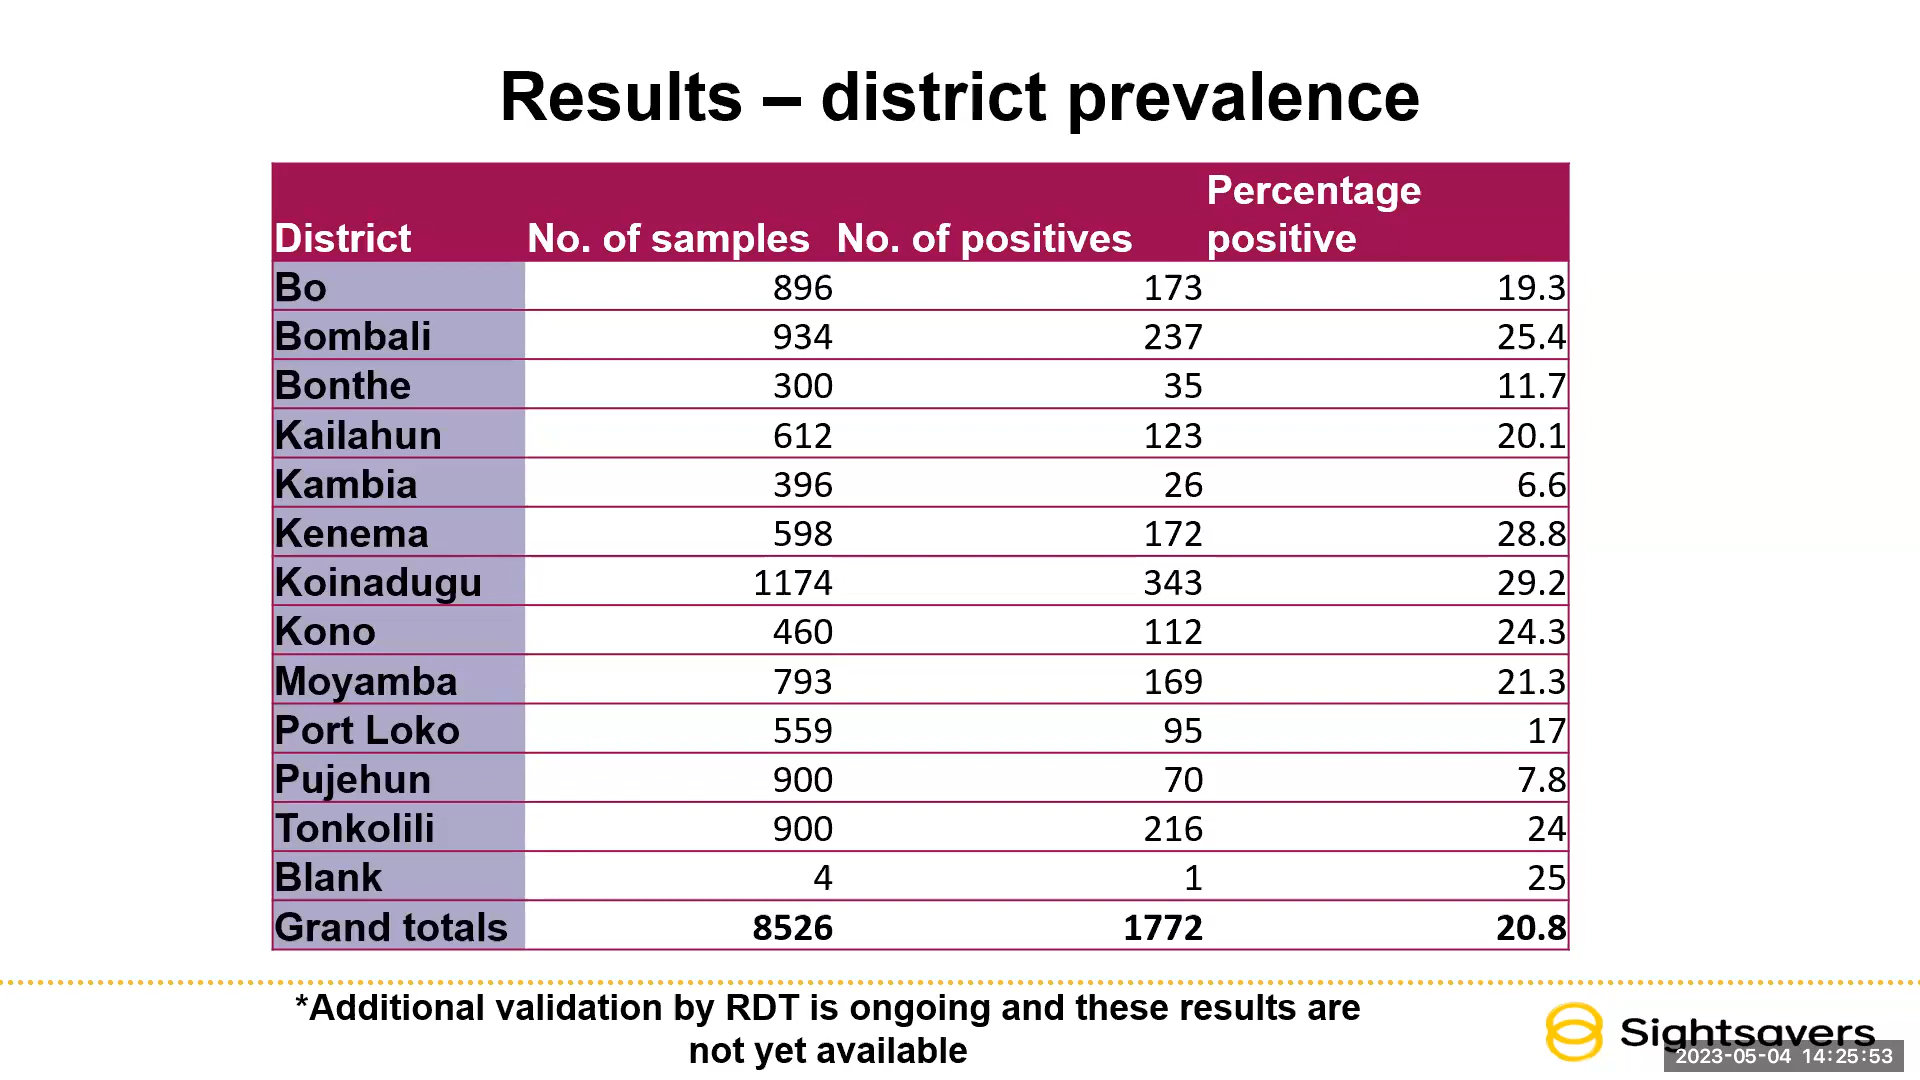 Results – district prevalence
Percentage
District No. of samples No. of positives positive
Bo 896 173 19.3
Bombali 934 237 25.4
Bonthe 300 35 11.7
Kailahun 612 123 20.1
Kambia 396 26 6.6
Kenema 598 172 28.8
Koinadugu 1174 343 29.2
Kono 460 112 24.3
Moyamba 793 169 21.3
Port Loko 559 95 17
Pujehun 900 70 7.8
Tonkolili 900 216 24
Blank 4 1 25
Grand totals 8526 1772 20.8
*Additional validation by RDT is ongoing and these results are
not yet available
Sightsavers
2023-05-04 14:25:53